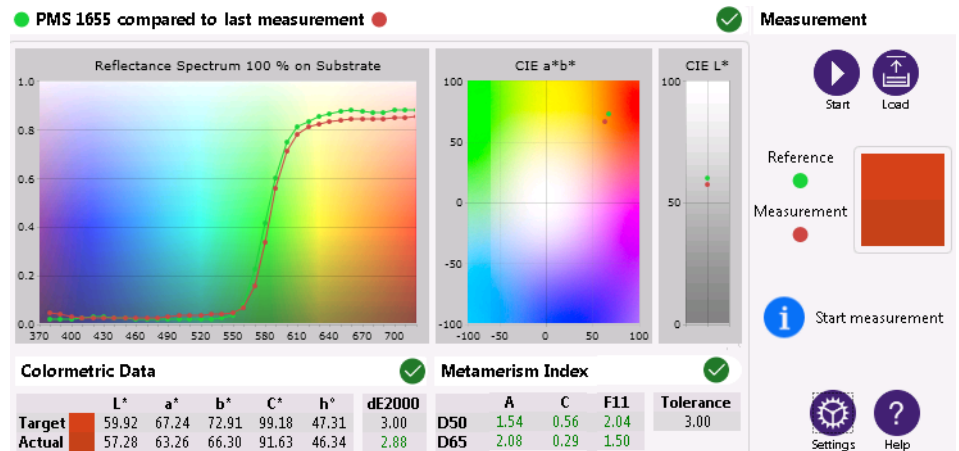 PMS 1655 compared to last measurement
Measurement
Reflectance Spectrum 100 % on Substrate
1.0
0.8
0.6
0.4
0.2
0.0
370 400 430 460 490 520 550 580 610 640 670 700
CIE a*b*
100
50
0
-50
-100
-100 -50 0 50 100
CIE L*
100
50
0
Start
Load
Reference
Measurement
Start measurement
Settings
Help
Colormetric Data
L* a* b* C* h° dE2000
Target 59.92 67.24 72.91 99.18 47.31 3.00
Actual 57.28 63.26 66.30 91.63 46.34 2.88
Metamerism Index
A C F11 Tolerance
D50 1.54 0.56 2.04 3.00
D65 2.08 0.29 1.50